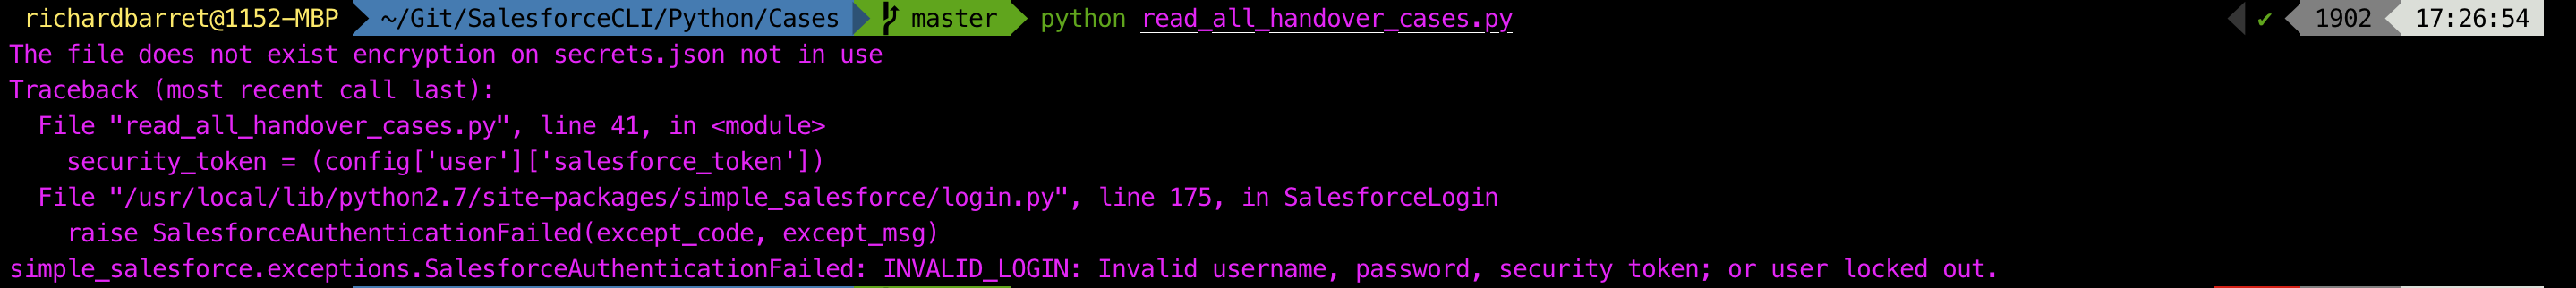 richardbarret@1152-MBP ~/Git/SalesforceCLI/Python/Cases master python read_all_handover_cases.py ✔ 1902 17:26:54
The file does not exist encryption on secrets.json not in use
Traceback (most recent call last):
  File "read_all_handover_cases.py", line 41, in <module>
    security_token = (config['user']['salesforce_token'])
  File "/usr/local/lib/python2.7/site-packages/simple_salesforce/login.py", line 175, in SalesforceLogin
    raise SalesforceAuthenticationFailed(except_code, except_msg)
simple_salesforce.exceptions.SalesforceAuthenticationFailed: INVALID_LOGIN: Invalid username, password, security token; or user locked out.